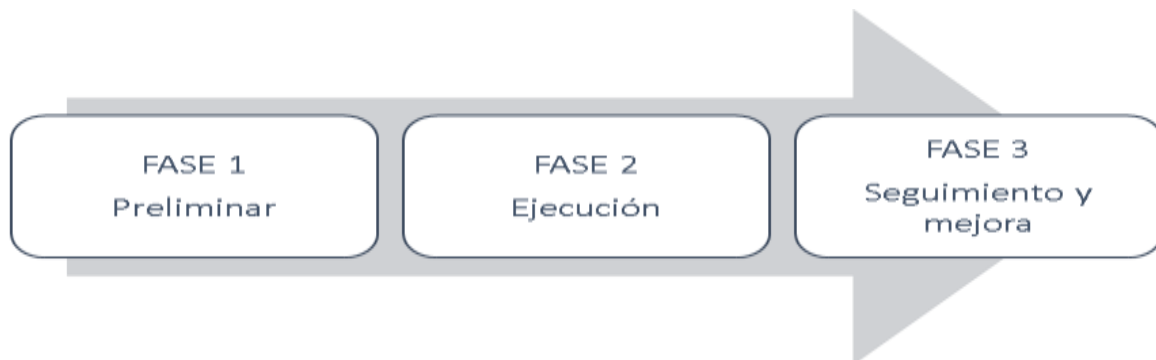 FASE 1
Preliminar
FASE 2
Ejecución
FASE 3
Seguimiento y
mejora